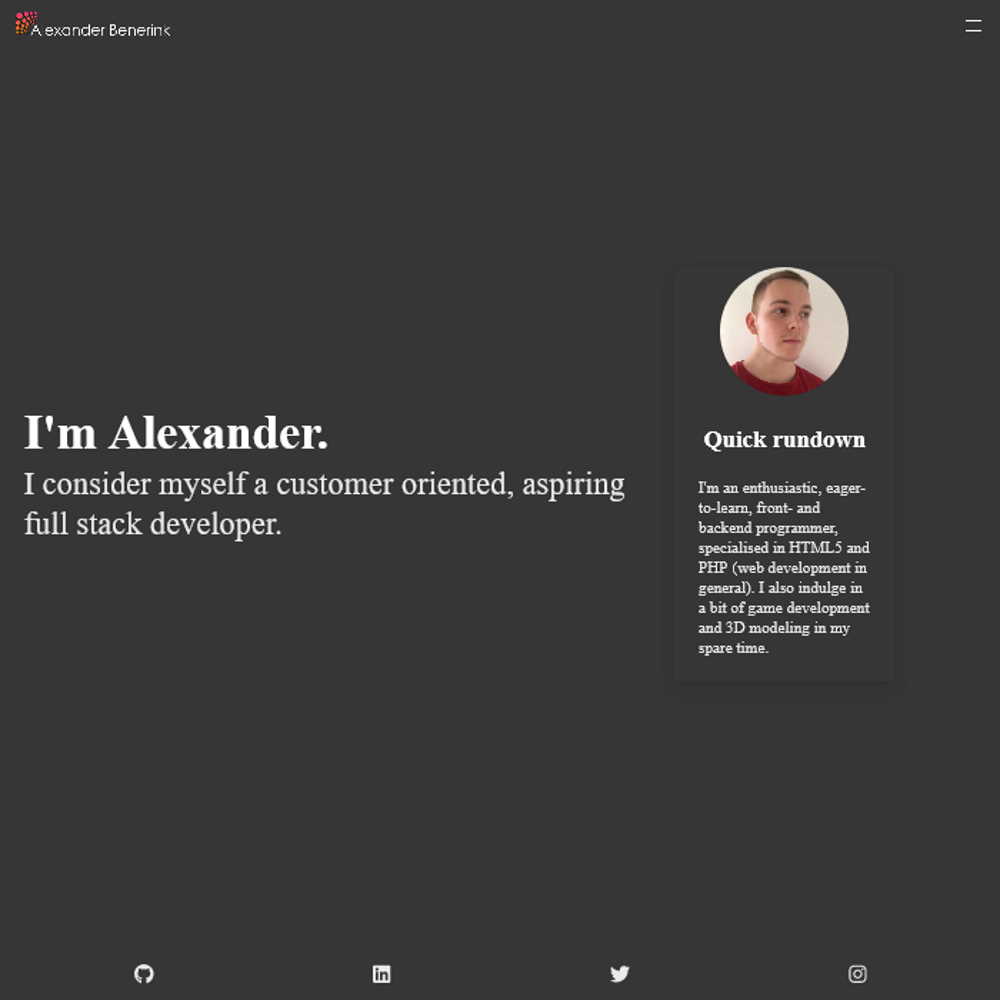 Alexander Benerink
I'm Alexander.
I consider myself a customer oriented, aspiring
full stack developer.
Quick rundown
I'm an enthusiastic, eager-
to-learn, front- and
backend programmer,
specialised in HTML5 and
PHP (web development in
general). I also indulge in
a bit of game development
and 3D modeling in my
spare time.